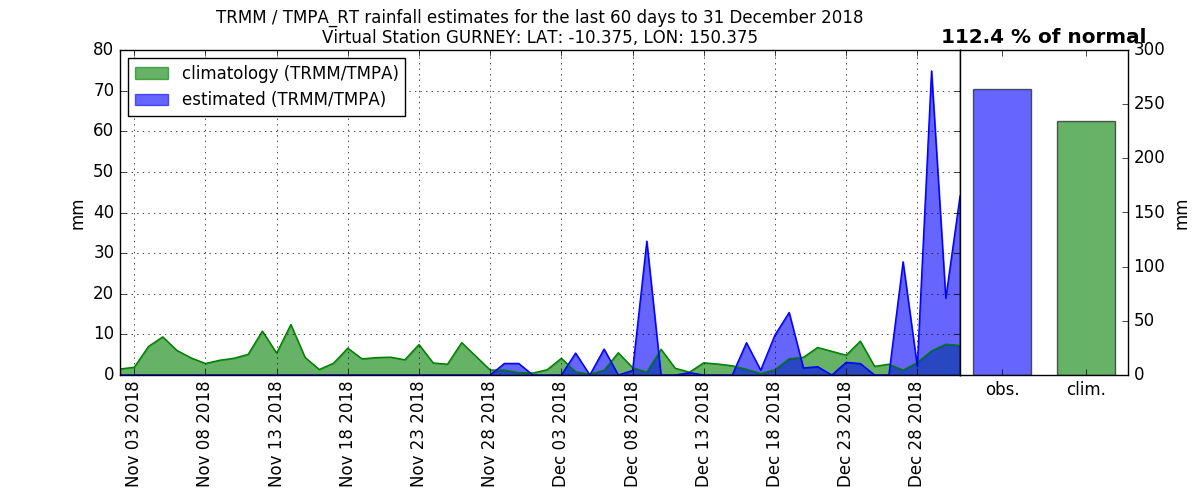 TRMM / TMPA_RT rainfall estimates for the last 60 days to 31 December 2018
Virtual Station GURNEY: LAT: -10.375, LON: 150.375
112.4 % of normal
climatology (TRMM/TMPA)
estimated (TRMM/TMPA)
mm
80
70
60
50
40
30
20
10
0
Nov 03 2018
Nov 08 2018
Nov 13 2018
Nov 18 2018
Nov 23 2018
Nov 28 2018
Dec 03 2018
Dec 08 2018
Dec 13 2018
Dec 18 2018
Dec 23 2018
Dec 28 2018
obs.
clim.
300
250
200
150
100
50
0
mm